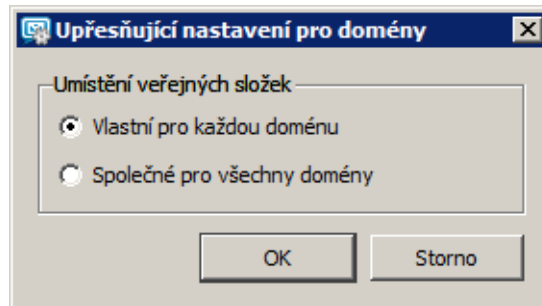 Upřesňující nastavení pro domény
Umístění veřejných složek
Vlastní pro každou doménu
Společné pro všechny domény
OK
Storno